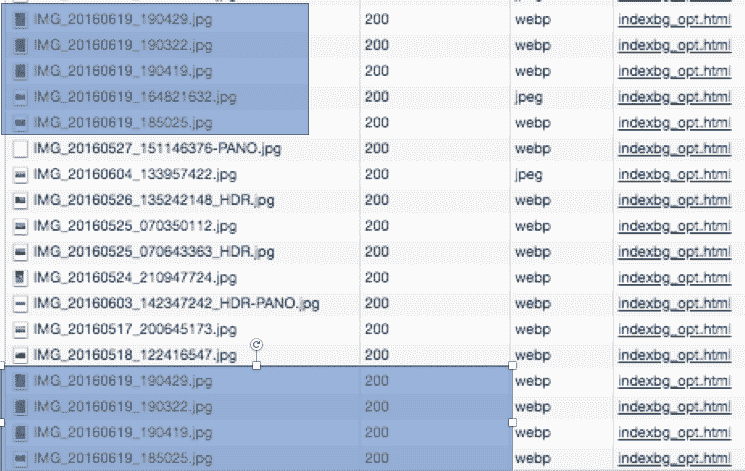 IMG_20160619_190429.jpg 200 webp indexbg_opt.html
IMG_20160619_190322.jpg 200 webp indexbg_opt.html
IMG_20160619_190419.jpg 200 webp indexbg_opt.html
IMG_20160619_164821632.jpg 200 jpeg indexbg_opt.html
IMG_20160619_185025.jpg 200 webp indexbg_opt.html
IMG_20160527_151146376-PANO.jpg 200 webp indexbg_opt.html
IMG_20160604_133957422.jpg 200 jpeg indexbg_opt.html
IMG_20160526_135242148_HDR.jpg 200 webp indexbg_opt.html
IMG_20160525_070350112.jpg 200 webp indexbg_opt.html
IMG_20160525_070643363_HDR.jpg 200 webp indexbg_opt.html
IMG_20160524_210947724.jpg 200 webp indexbg_opt.html
IMG_20160603_142347242_HDR-PANO.jpg 200 webp indexbg_opt.html
IMG_20160517_200645173.jpg 200 webp indexbg_opt.html
IMG_20160518_122416547.jpg 200 webp indexbg_opt.html
IMG_20160619_190429.jpg 200 webp indexbg_opt.html
IMG_20160619_190322.jpg 200 webp indexbg_opt.html
IMG_20160619_190419.jpg 200 webp indexbg_opt.html
IMG_20160619_185025.jpg 200 webp indexbg_opt.html